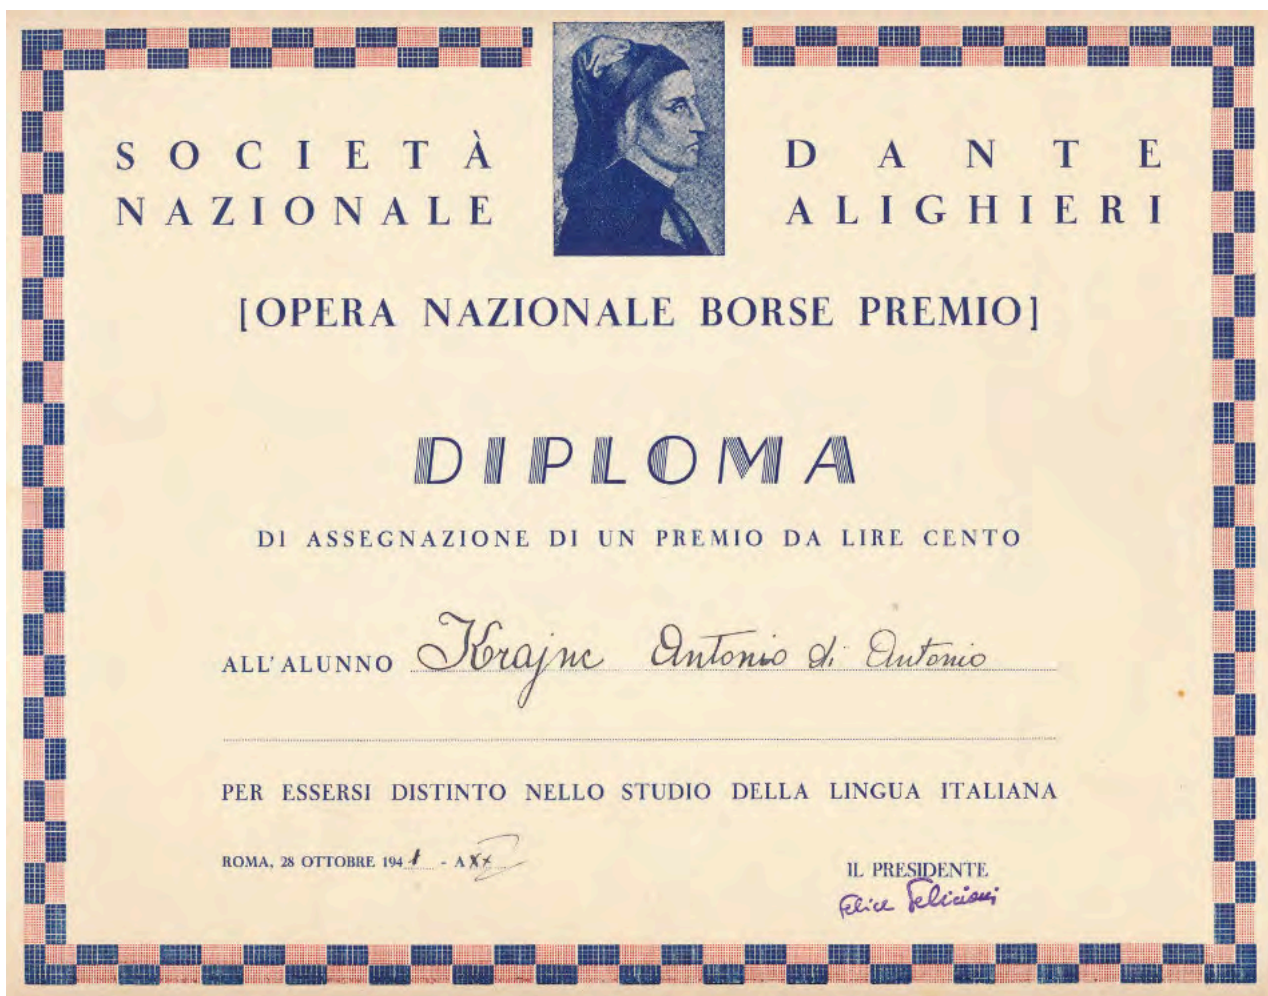 SOCIETÀ NAZIONALE
DANTE ALIGHIERI
[OPERA NAZIONALE BORSE PREMIO]
DIPLOMA
DI ASSEGNAZIONE DI UN PREMIO DA LIRE CENTO
ALL'ALUNNO Krajnc Antonio di Antonio
PER ESSERSI DISTINTO NELLO STUDIO DELLA LINGUA ITALIANA
ROMA, 28 OTTOBRE 1941 - A XX
IL PRESIDENTE
Felice Felicioni